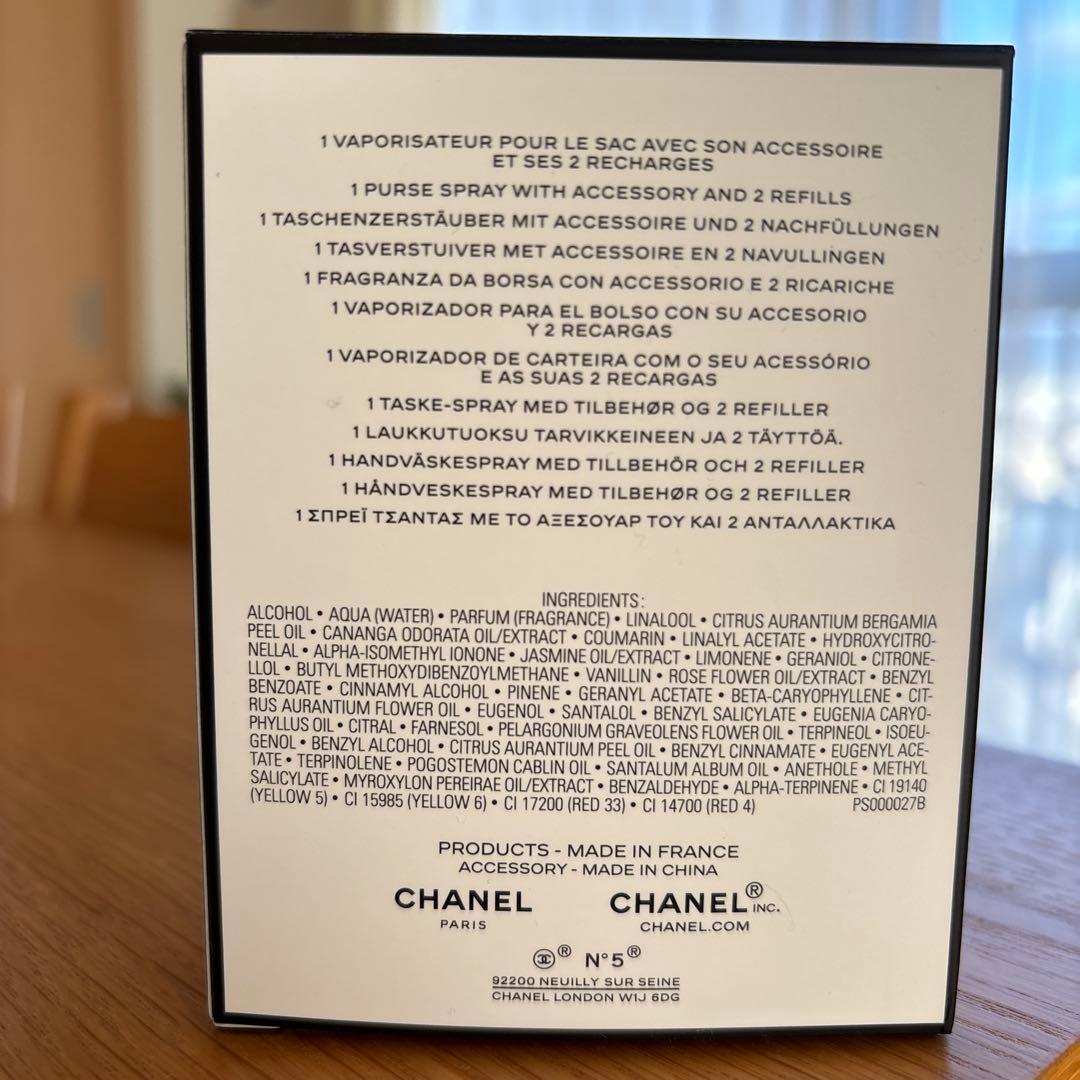 1 VAPORISATEUR POUR LE SAC AVEC SON ACCESSOIRE
ET SES 2 RECHARGES
1 PURSE SPRAY WITH ACCESSORY AND 2 REFILLS
1 TASCHENZERSTÄUBER MIT ACCESSOIRE UND 2 NACHFÜLLUNGEN
1 TASVERSTUIVER MET ACCESSOIRE EN 2 NAVULLINGEN
1 FRAGRANZA DA BORSA CON ACCESSORIO E 2 RICARICHE
1 VAPORIZADOR PARA EL BOLSO CON SU ACCESORIO
Y 2 RECARGAS
1 VAPORIZADOR DE CARTEIRA COM O SEU ACESSÓRIO
E AS SUAS 2 RECARGAS
1 TASKE-SPRAY MED TILBEHØR OG 2 REFILLER
1 LAUKKUTUOKSU TARVIKKEINEEN JA 2 TÄYTTÖÄ.
1 HANDVÄSKESPRAY MED TILLBEHÖR OCH 2 REFILLER
1 HÅNDVESKESPRAY MED TILBEHØR OG 2 REFILLER
1 ΣΠΡΕΪ ΤΣΑΝΤΑΣ ΜΕ ΤΟ ΑΞΕΣΟΥΑΡ ΤΟΥ ΚΑΙ 2 ΑΝΤΑΛΛΑΚΤΙΚΑ
INGREDIENTS:
ALCOHOL • AQUA (WATER) • PARFUM (FRAGRANCE) • LINALOOL • CITRUS AURANTIUM BERGAMIA
PEEL OIL • CANANGA ODORATA OIL/EXTRACT • COUMARIN • LINALYL ACETATE • HYDROXYCITRO-
NELLAL • ALPHA-ISOMETHYL IONONE • JASMINE OIL/EXTRACT • LIMONENE • GERANIOL • CITRONE-
LLOL • BUTYL METHOXYDIBENZOYLMETHANE • VANILLIN • ROSE FLOWER OIL/EXTRACT • BENZYL
BENZOATE • CINNAMYL ALCOHOL • PINENE • GERANYL ACETATE • BETA-CARYOPHYLLENE • CIT-
RUS AURANTIUM FLOWER OIL • EUGENOL • SANTALOL • BENZYL SALICYLATE • EUGENIA CARYO-
PHYLLUS OIL • CITRAL • FARNESOL • PELARGONIUM GRAVEOLENS FLOWER OIL • TERPINEOL • ISOEU-
GENOL • BENZYL ALCOHOL • CITRUS AURANTIUM PEEL OIL • BENZYL CINNAMATE • EUGENYL ACE-
TATE • TERPINOLENE • POGOSTEMON CABLIN OIL • SANTALUM ALBUM OIL • ANETHOLE • METHYL
SALICYLATE • MYROXYLON PEREIRAE OIL/EXTRACT • BENZALDEHYDE • ALPHA-TERPINENE • CI 19140
(YELLOW 5) • CI 15985 (YELLOW 6) • CI 17200 (RED 33) • CI 14700 (RED 4) PS000027B
PRODUCTS - MADE IN FRANCE
ACCESSORY - MADE IN CHINA
CHANEL CHANEL® INC.
PARIS CHANEL.COM
® N°5®
92200 NEUILLY SUR SEINE
CHANEL LONDON W1J 6DG